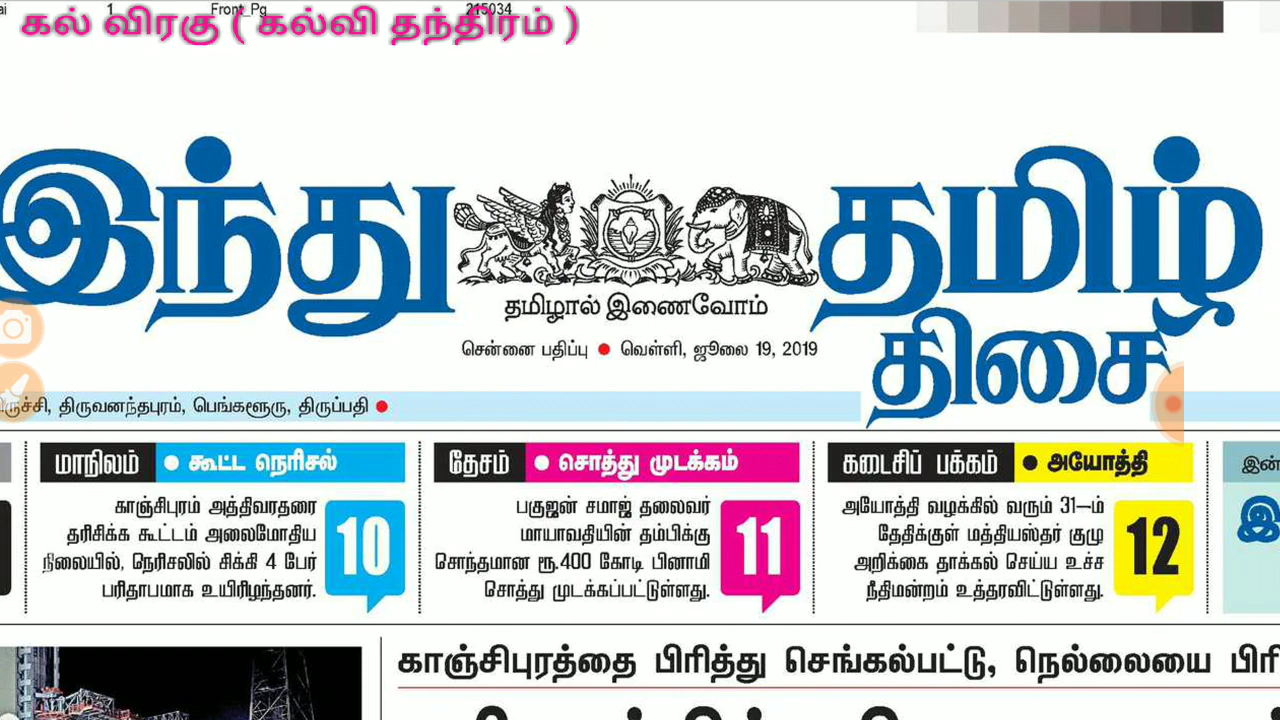 1 Front_Pg 215034
கல் விரகு ( கல்வி தந்திரம் )
இந்து தமிழ்
திசை
தமிழால் இணைவோம்
சென்னை பதிப்பு ● வெள்ளி, ஜூலை 19, 2019
திருவனந்தபுரம், பெங்களூரு, திருப்பதி ●
மாநிலம் ● கூட்ட நெரிசல்
காஞ்சிபுரம் அத்திவரதரை
தரிசிக்க கூட்டம் அலைமோதிய
நிலையில், நெரிசலில் சிக்கி 4 பேர்
பரிதாபமாக உயிரிழந்தனர்.
10
தேசம் ● சொத்து முடக்கம்
பகுஜன் சமாஜ் தலைவர்
மாயாவதியின் தம்பிக்கு
சொந்தமான ரூ.400 கோடி பினாமி
சொத்து முடக்கப்பட்டுள்ளது.
11
கடைசிப் பக்கம் ● அயோத்தி
அயோத்தி வழக்கில் வரும் 31-ம்
தேதிக்குள் மத்தியஸ்தர் குழு
அறிக்கை தாக்கல் செய்ய உச்ச
நீதிமன்றம் உத்தரவிட்டுள்ளது.
12
காஞ்சிபுரத்தை பிரித்து செங்கல்பட்டு, நெல்லையை